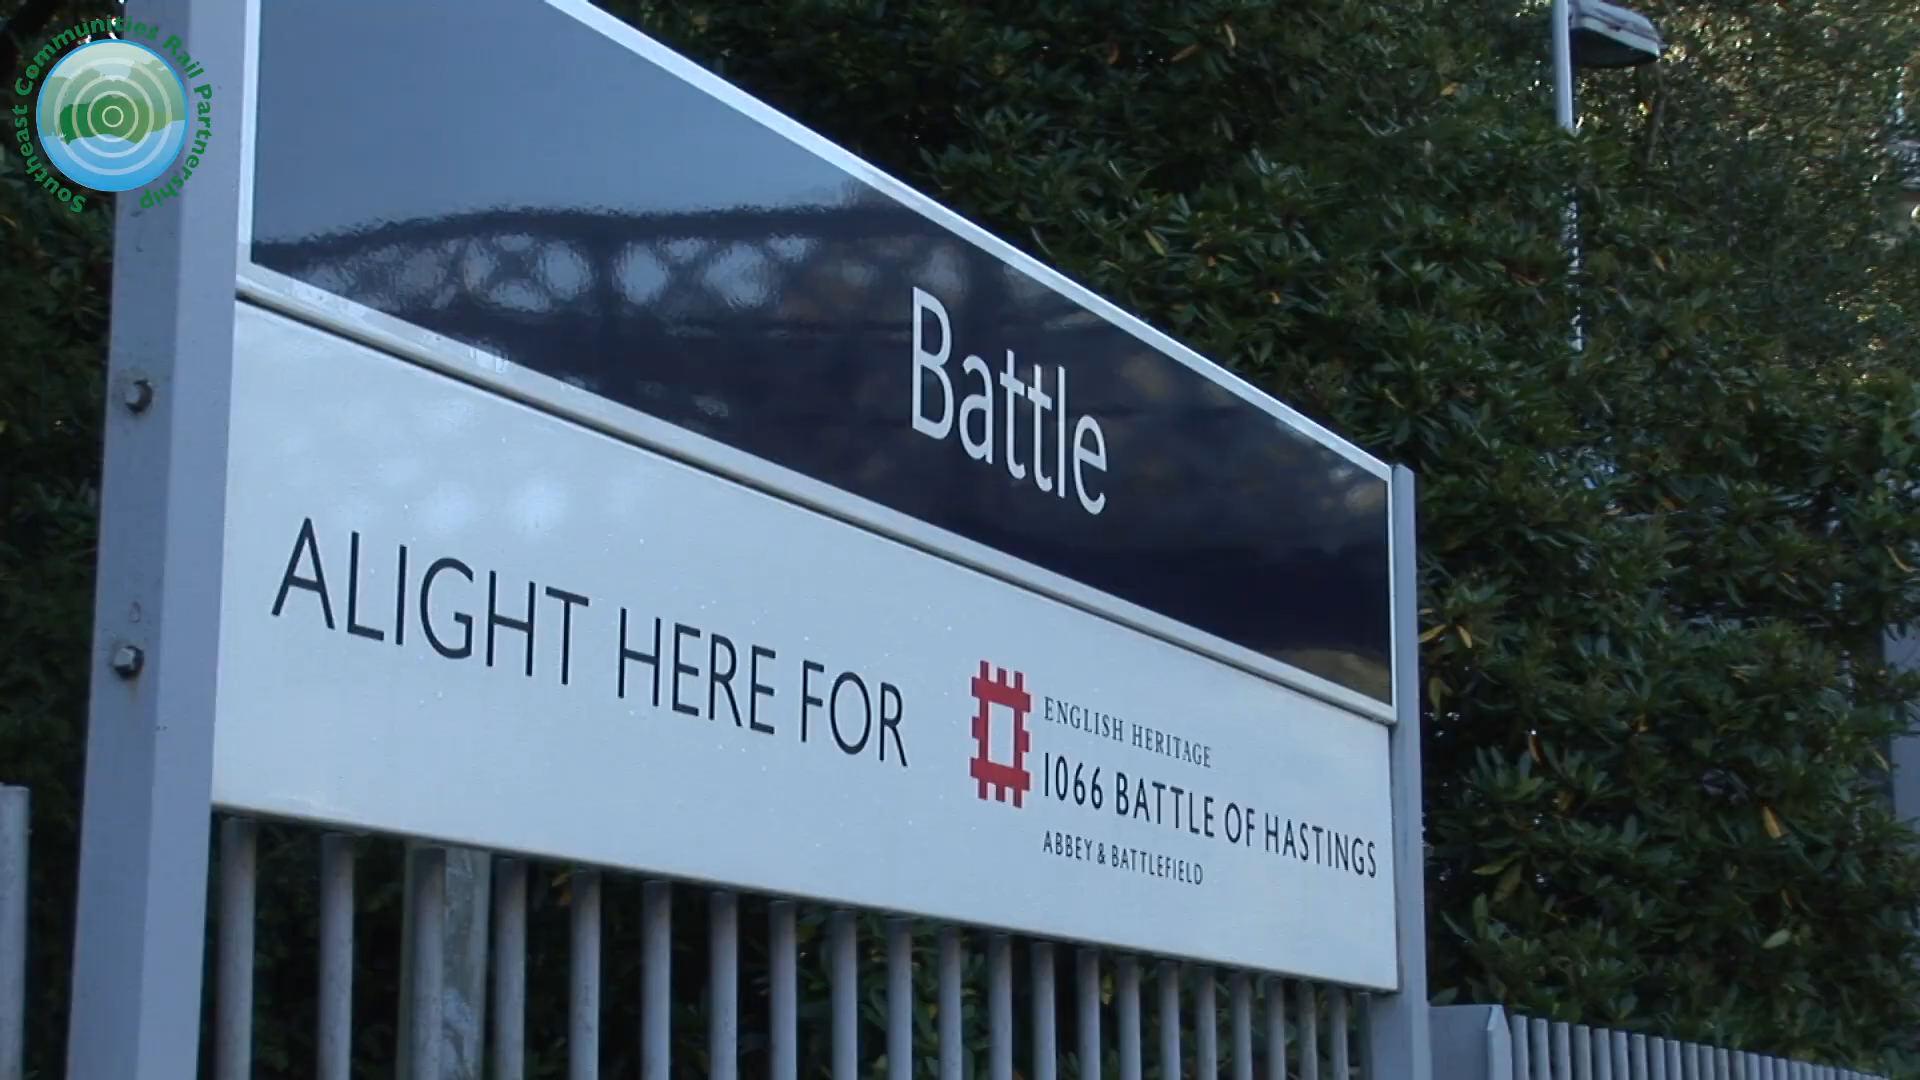 Southeast Communities Rail Partnership
Battle
ALIGHT HERE FOR
ENGLISH HERITAGE
1066 BATTLE OF HASTINGS
ABBEY & BATTLEFIELD